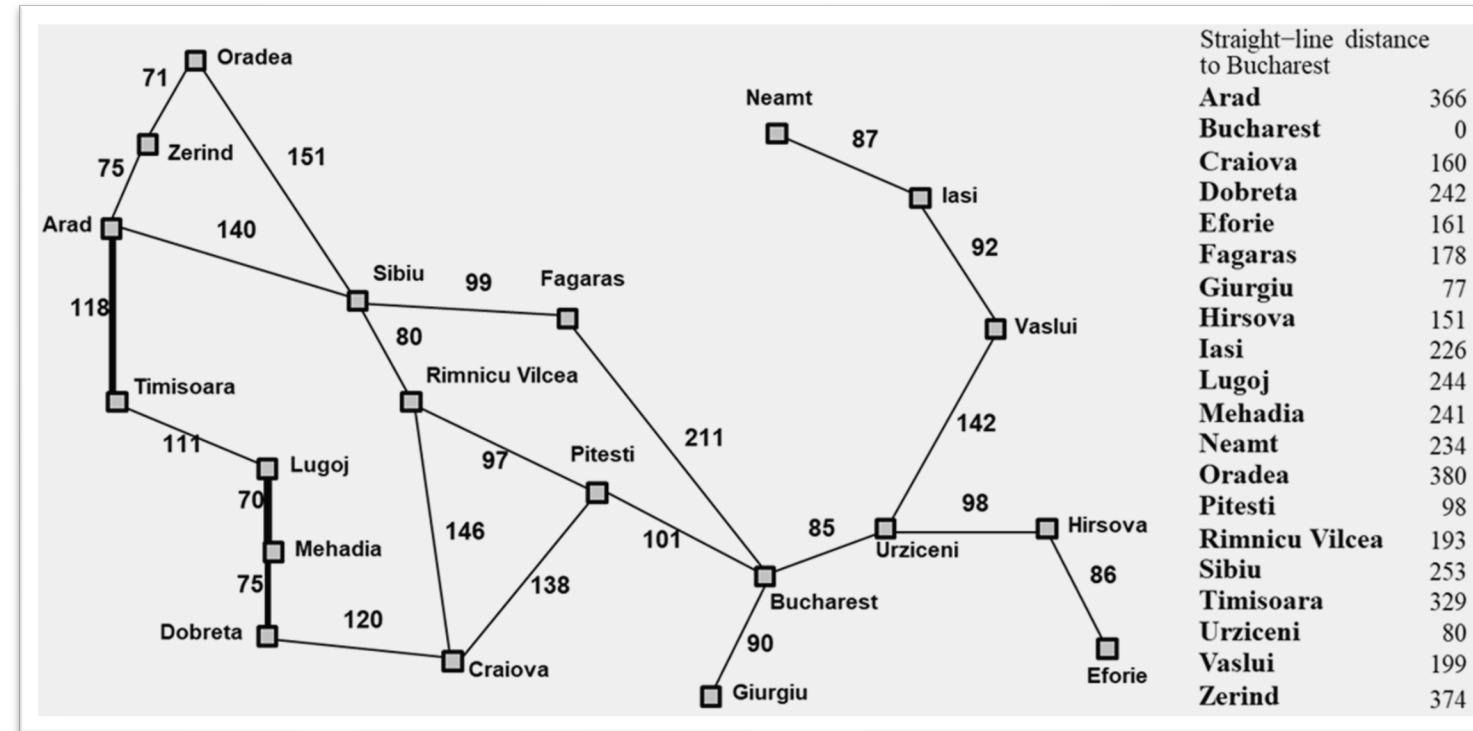 Oradea
71
Neamt
87
Zerind
151
75
Iasi
Arad
140
92
Sibiu
99
Fagaras
118
80
Vaslui
Rimnicu Vilcea
Timisoara
142
211
111
Pitesti
97
Lugoj
70
98
Hirsova
146
85
101
Urziceni
Mehadia
86
75
138
Bucharest
120
Dobreta
90
Craiova
Eforie
Giurgiu
Straight-line distance
to Bucharest
Arad 366
Bucharest 0
Craiova 160
Dobreta 242
Eforie 161
Fagaras 178
Giurgiu 77
Hirsova 151
Iasi 226
Lugoj 244
Mehadia 241
Neamt 234
Oradea 380
Pitesti 98
Rimnicu Vilcea 193
Sibiu 253
Timisoara 329
Urziceni 80
Vaslui 199
Zerind 374